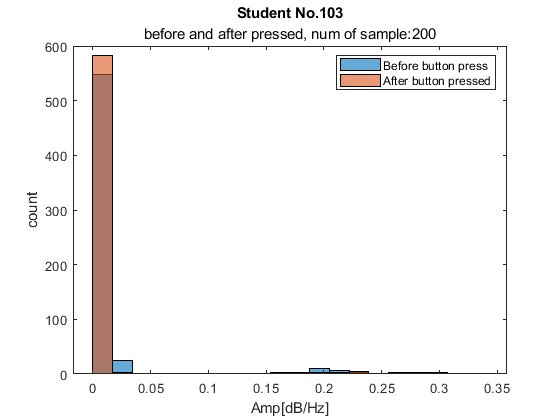 Student No.103
before and after pressed, num of sample:200
Before button press
After button pressed
600
500
400
300
200
100
0
count
0 0.05 0.1 0.15 0.2 0.25 0.3 0.35
Amp[dB/Hz]